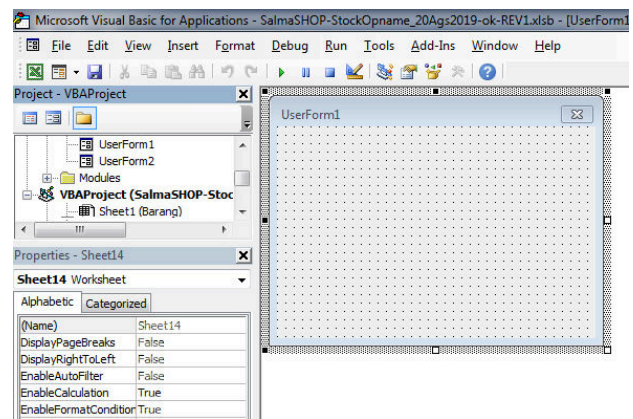 Microsoft Visual Basic for Applications - SalmaSHOP-StockOpname_20Ags2019-ok-REV1.xlsb - [UserForm1
File Edit View Insert Format Debug Run Tools Add-Ins Window Help
Project - VBAProject
UserForm1
UserForm2
Modules
VBAProject (SalmaSHOP-Stoc
Sheet1 (Barang)
Properties - Sheet14
Sheet14 Worksheet
Alphabetic Categorized
(Name) Sheet14
DisplayPageBreaks False
DisplayRightToLeft False
EnableAutoFilter False
EnableCalculation True
EnableFormatCondition True
UserForm1